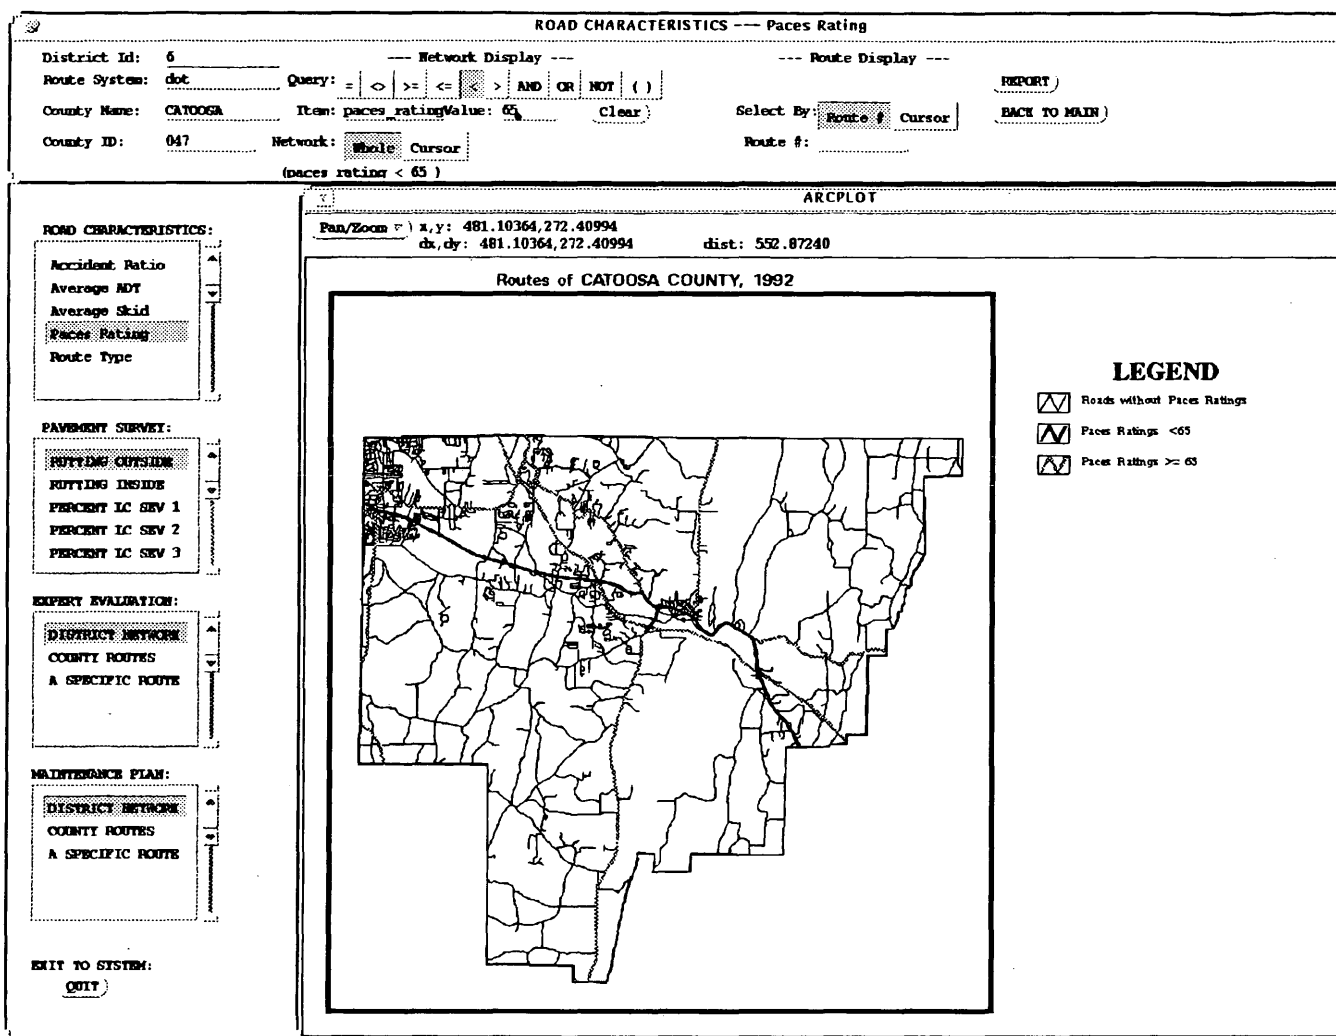 ROAD CHARACTERISTICS --- Paces Rating
District Id: 6 --- Network Display --- --- Route Display ---
Route System: dot Query: = <> >= <= < > AND OR NOT ( ) REPORT
County Name: CATOOSA Item: paces_rating Value: 65 Clear Select By: Route # Cursor BACK TO MAIN
County ID: 047 Network: Whole Cursor Route #:
(paces rating < 65 )
ARCPLOT
Pan/Zoom x,y: 481.10364,272.40994
dx,dy: 481.10364,272.40994 dist: 552.87240
ROAD CHARACTERISTICS:
Accident Ratio
Average ADT
Average Skid
Paces Rating
Route Type
PAVEMENT SURVEY:
RUTTING OUTSIDE
RUTTING INSIDE
PERCENT LC SEV 1
PERCENT LC SEV 2
PERCENT LC SEV 3
EXPERT EVALUATION:
DISTRICT NETWORK
COUNTY ROUTES
A SPECIFIC ROUTE
MAINTENANCE PLAN:
DISTRICT NETWORK
COUNTY ROUTES
A SPECIFIC ROUTE
EXIT TO SYSTEM:
QUIT
Routes of CATOOSA COUNTY, 1992
LEGEND
Roads without Paces Ratings
Paces Ratings <65
Paces Ratings >= 65